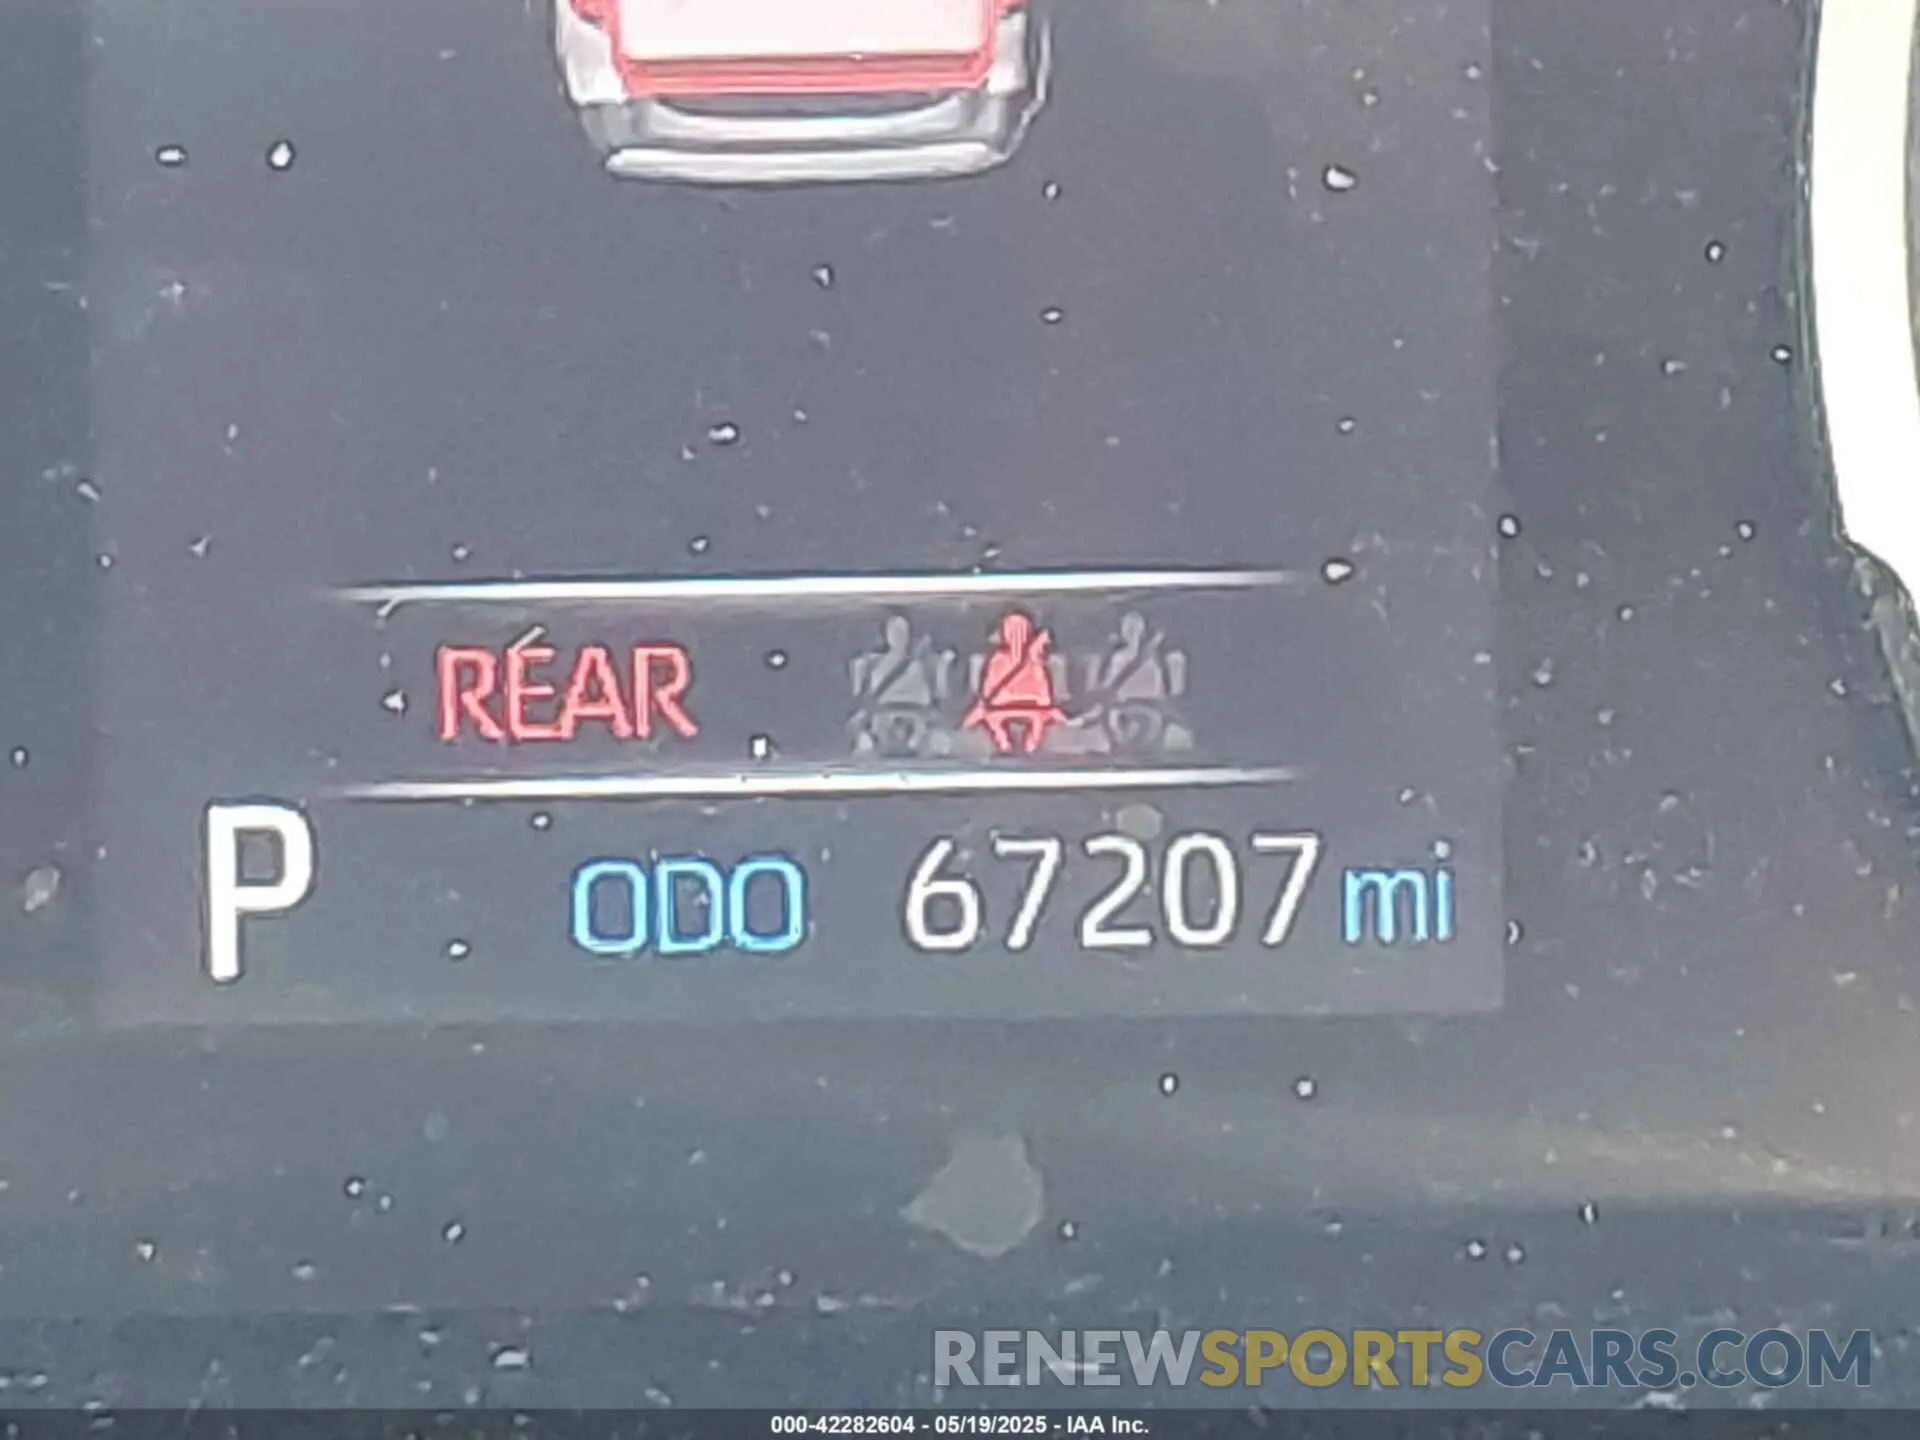 REAR
P ODO 67207 mi
RENEWSPORTSCARS.COM
000-42282604 - 05/19/2025 - IAA Inc.